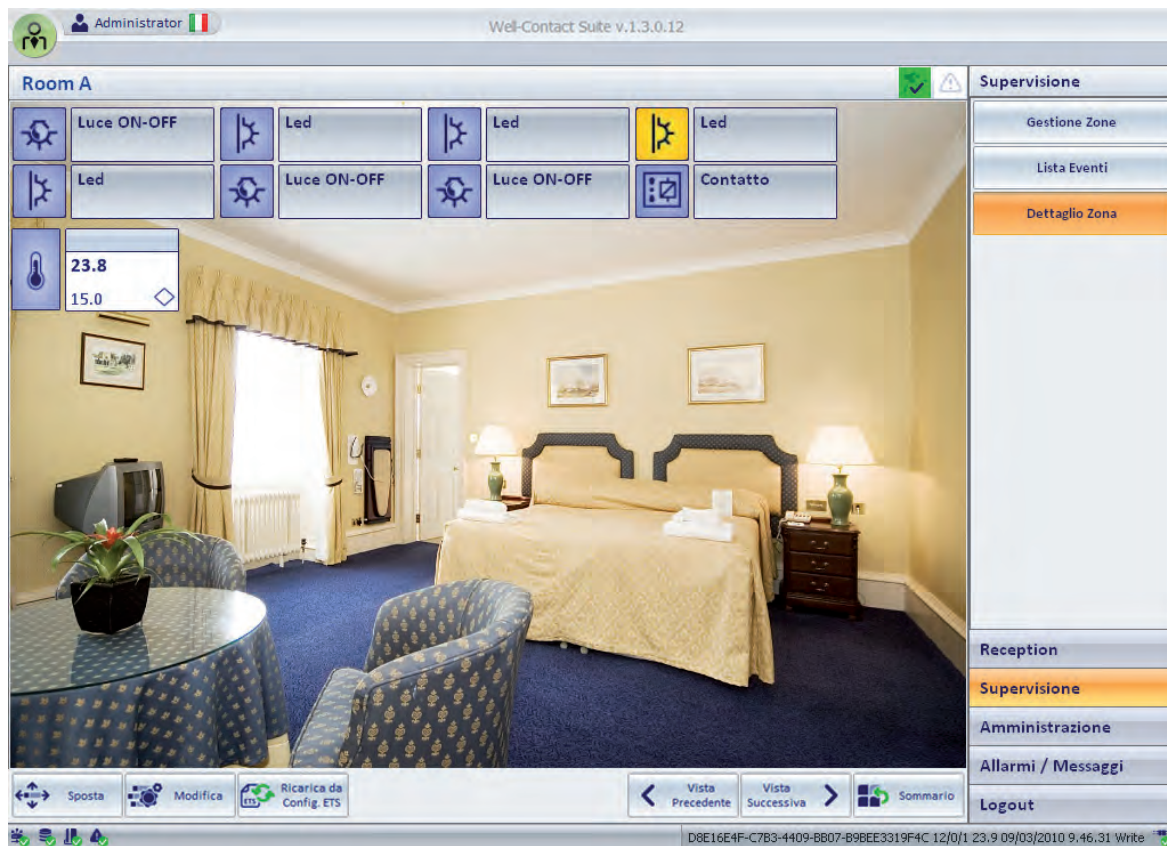 Administrator
Well-Contact Suite v.1.3.0.12
Room A
Supervisione
Luce ON-OFF
Led
Led
Led
Led
Luce ON-OFF
Luce ON-OFF
Contatto
23.8
15.0
Gestione Zone
Lista Eventi
Dettaglio Zona
Reception
Supervisione
Amministrazione
Allarmi / Messaggi
Logout
Sposta
Modifica
ETS
Ricarica da
Config. ETS
Vista
Precedente
Vista
Successiva
Sommario
D8E16E4F-C7B3-4409-BB07-B9BEE3319F4C 12/0/1 23.9 09/03/2010 9.46.31 Write